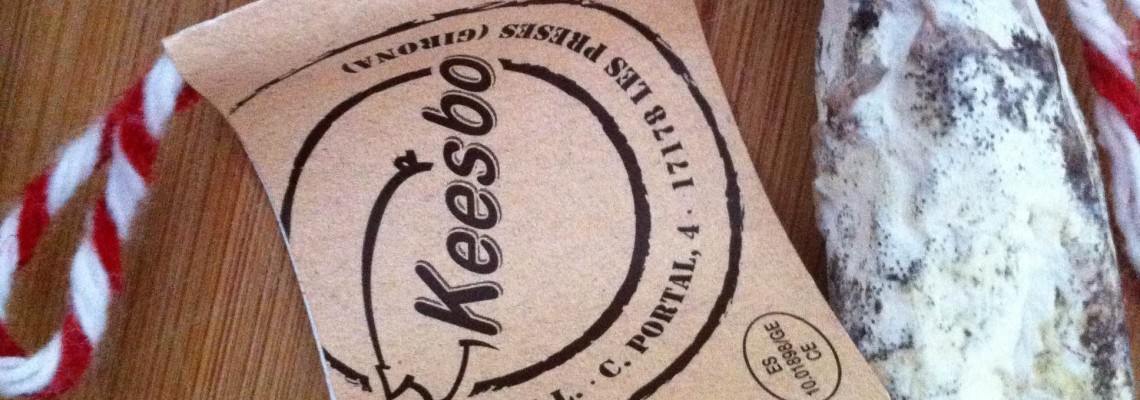 Keesbo
L. · C. PORTAL, 4 · 17178 LES PRESES (GIRONA)
ES
10.01898/GE
CE